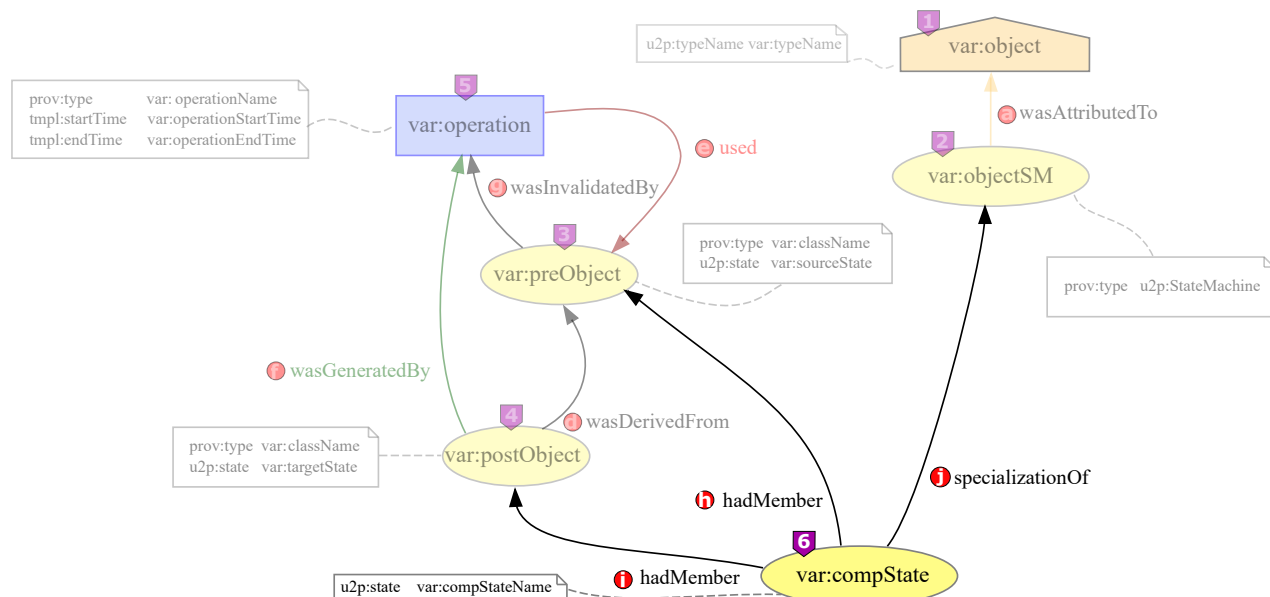 1
var:object
u2p:typeName var:typeName
5
prov:type var: operationName
tmpl:startTime var:operationStartTime
tmpl:endTime var:operationEndTime
var:operation
a wasAttributedTo
e used
2
var:objectSM
g wasInvalidatedBy
3
var:preObject
prov:type var:className
u2p:state var:sourceState
prov:type u2p:StateMachine
f wasGeneratedBy
4
d wasDerivedFrom
prov:type var:className
u2p:state var:targetState
var:postObject
j specializationOf
h hadMember
6
var:compState
i hadMember
u2p:state var:compStateName